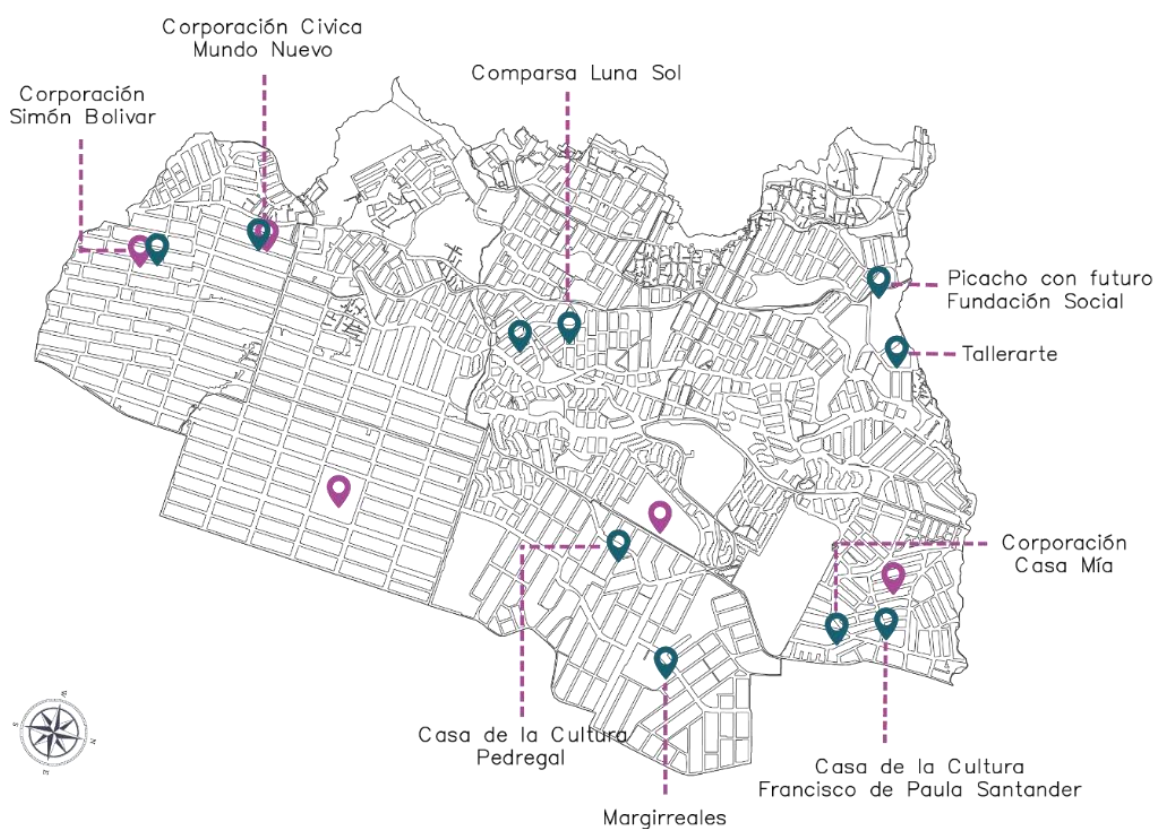 Corporación Civica
Mundo Nuevo
Comparsa Luna Sol
Corporación
Simón Bolivar
Picacho con futuro
Fundación Social
Tallerarte
Corporación
Casa Mía
Casa de la Cultura
Pedregal
Casa de la Cultura
Francisco de Paula Santander
Margirreales